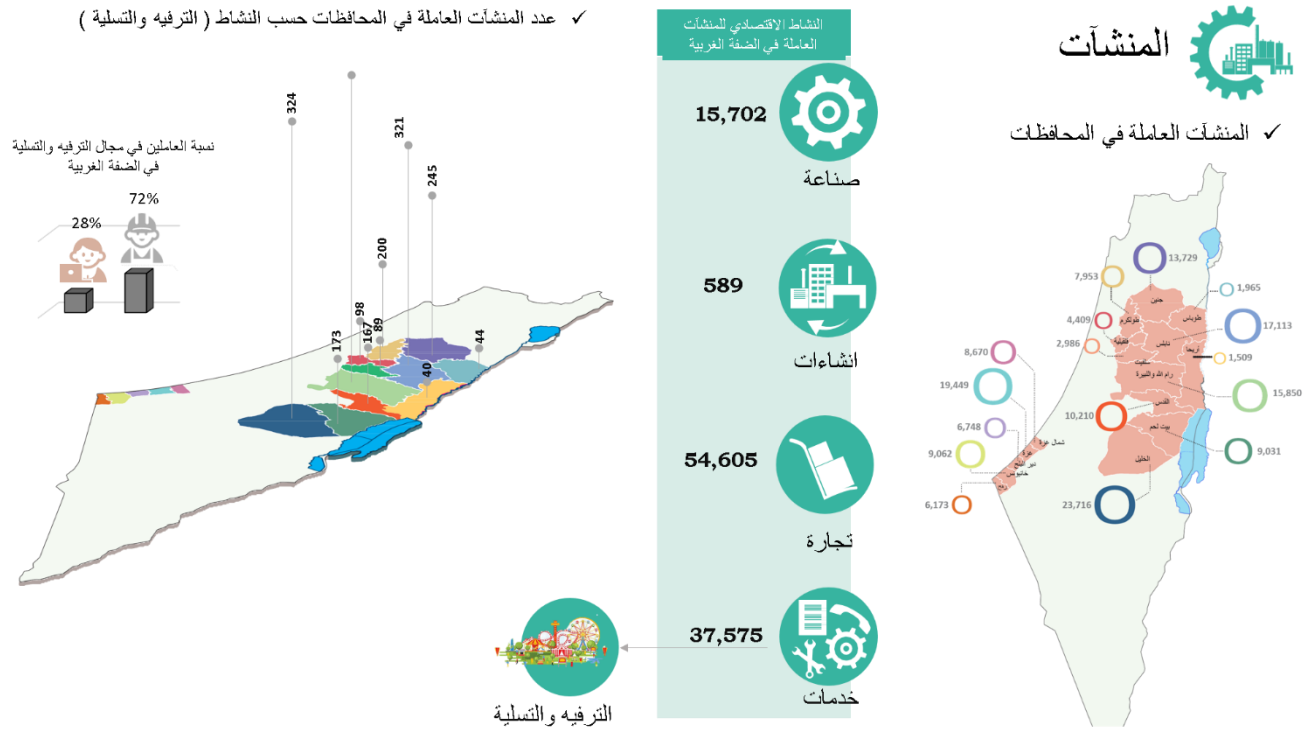 المنشآت
✓ المنشآت العاملة في المحافظات
13,729
7,953
1,965
4,409
17,113
2,986
1,509
8,670
19,449
15,850
10,210
6,748
9,062
9,031
6,173
23,716
جنين
طوباس
طولكرم
قلقيلية
نابلس
سلفيت
اريحا
رام الله والبيرة
القدس
بيت لحم
الخليل
شمال غزة
غزة
دير البلح
خانيونس
رفح
النشاط الاقتصادي للمنشآت
العاملة في الضفة الغربية
15,702
صناعة
589
انشاءات
54,605
تجارة
37,575
خدمات
الترفيه والتسلية
✓ عدد المنشآت العاملة في المحافظات حسب النشاط ( الترفيه والتسلية )
324
321
245
200
98
167
89
173
44
40
نسبة العاملين في مجال الترفيه والتسلية
في الضفة الغربية
72%
28%